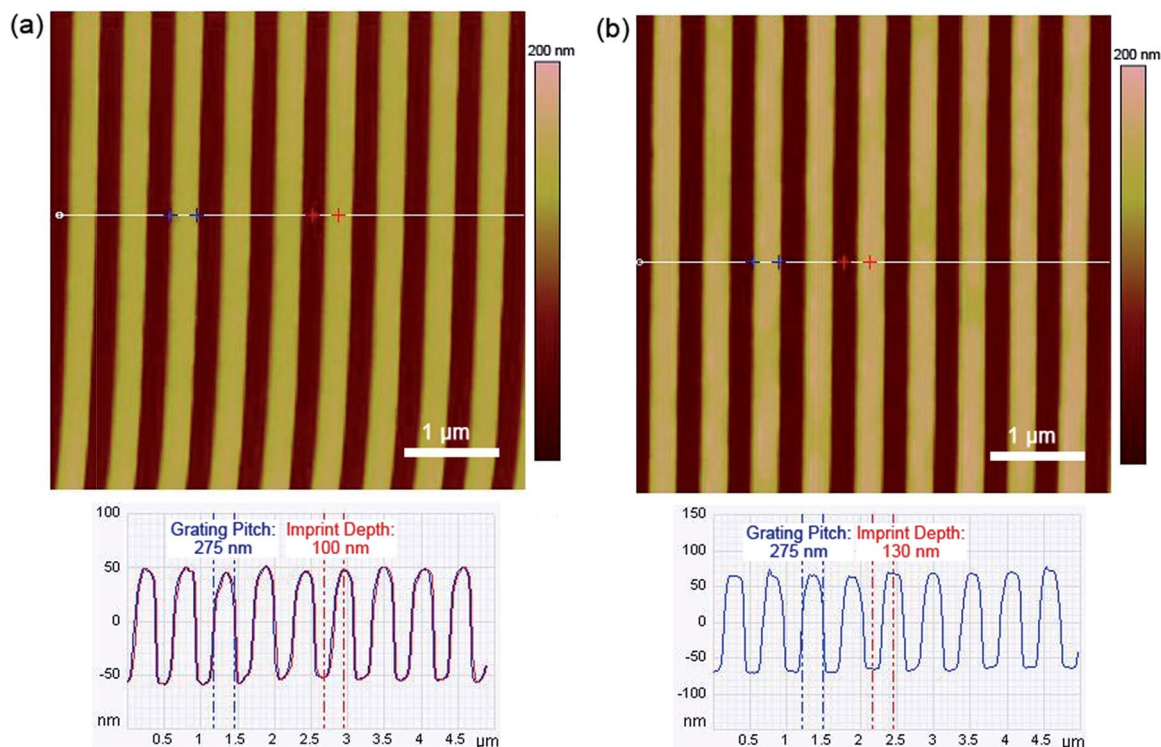 (a)
200 nm
1 μm
(b)
200 nm
1 μm
100
50
0
-50
nm
Grating Pitch:
275 nm
Imprint Depth:
100 nm
0.5 1 1.5 2 2.5 3 3.5 4 4.5 μm
150
100
50
0
-50
-100
nm
Grating Pitch:
275 nm
Imprint Depth:
130 nm
0.5 1 1.5 2 2.5 3 3.5 4 4.5 μm